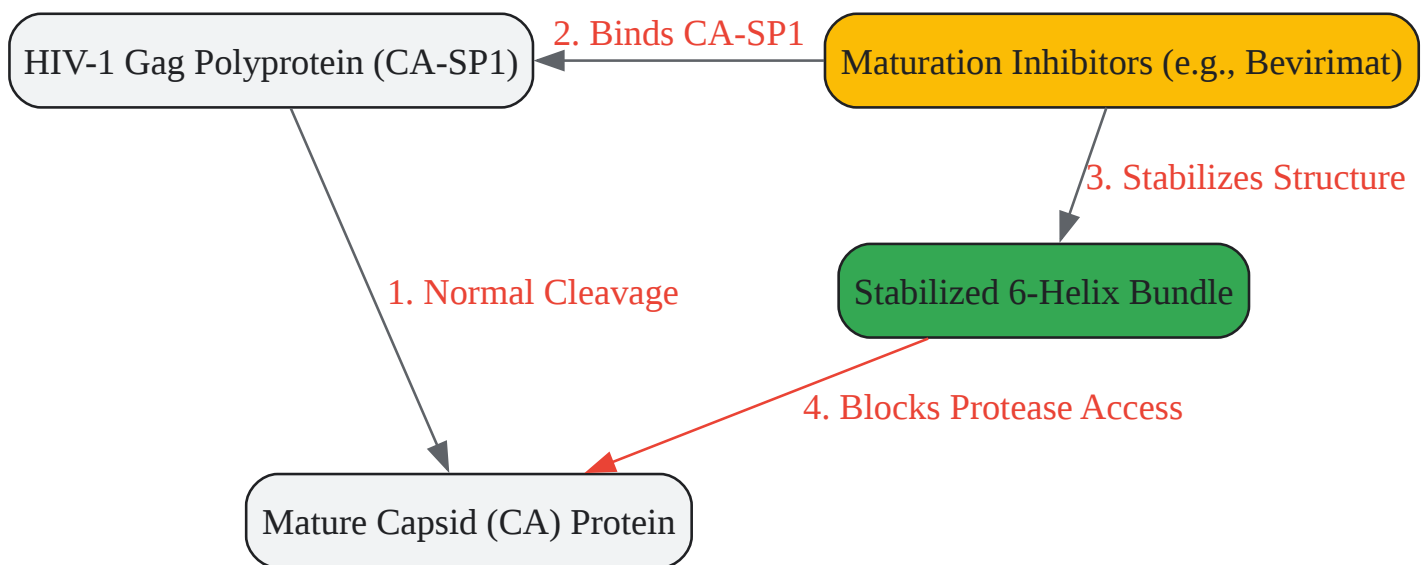 2. Binds CA-SP1
HIV-1 Gag Polyprotein (CA-SP1)
Maturation Inhibitors (e.g., Bevirimat)
3. Stabilizes Structure
1. Normal Cleavage
Stabilized 6-Helix Bundle
4. Blocks Protease Access
Mature Capsid (CA) Protein